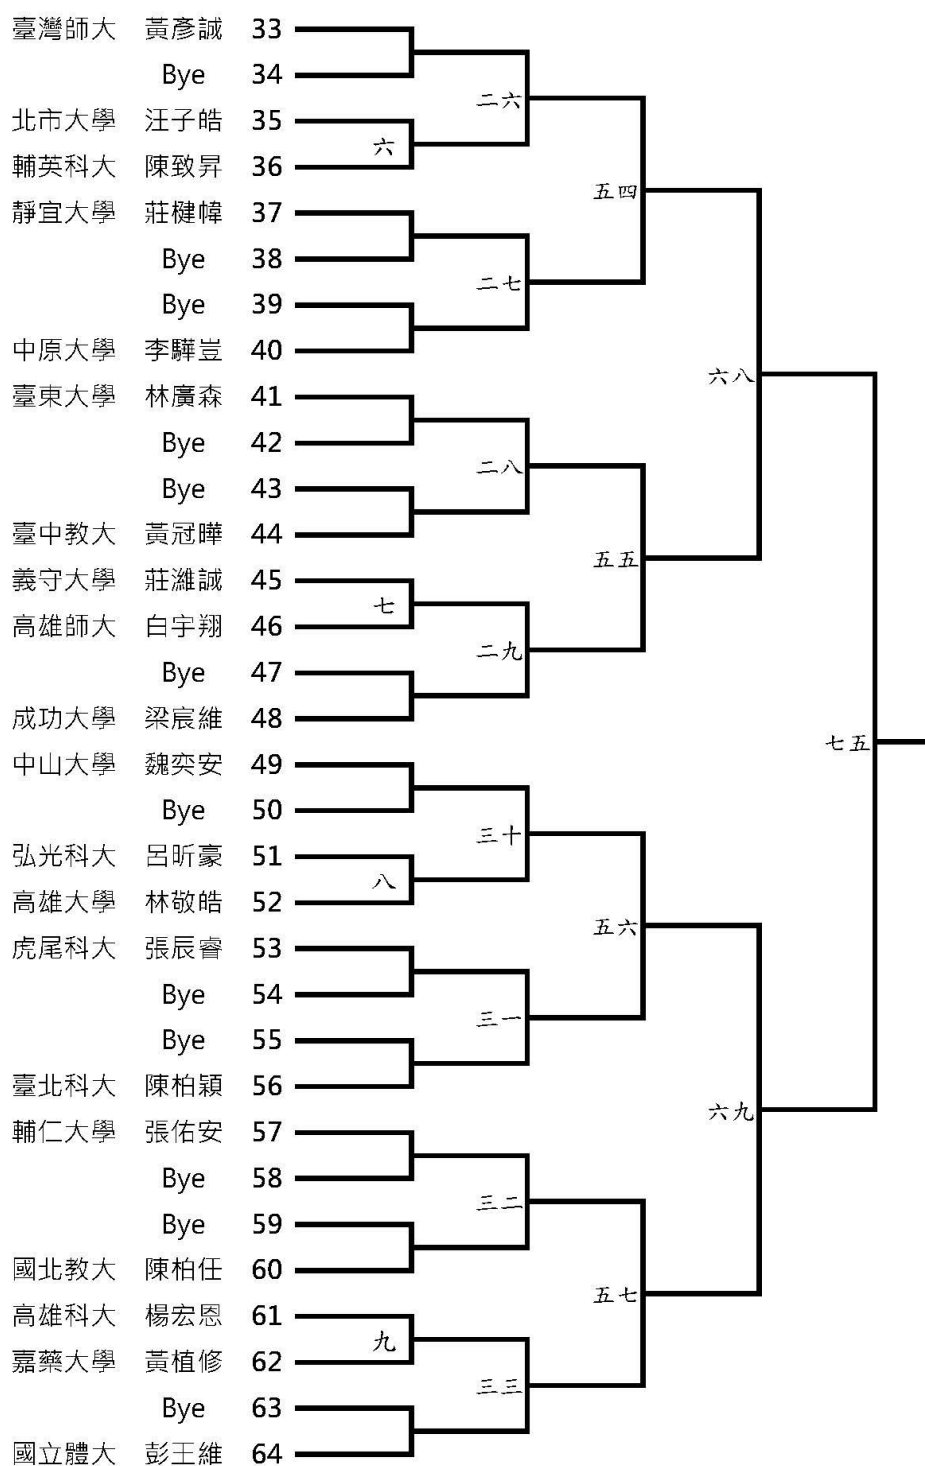 臺灣師大 黃彥誠 33
Bye 34
二六
北市大學 汪子皓 35
六
輔英科大 陳致昇 36
五四
靜宜大學 莊楗幃 37
Bye 38
二七
Bye 39
中原大學 李驊豈 40
六八
臺東大學 林廣森 41
Bye 42
二八
Bye 43
臺中教大 黃冠曄 44
五五
義守大學 莊濰誠 45
七
高雄師大 白宇翔 46
二九
Bye 47
成功大學 梁宸維 48
七五
中山大學 魏奕安 49
Bye 50
三十
弘光科大 呂昕豪 51
八
高雄大學 林敬皓 52
五六
虎尾科大 張辰睿 53
Bye 54
三一
Bye 55
臺北科大 陳柏穎 56
六九
輔仁大學 張佑安 57
Bye 58
三二
Bye 59
國北教大 陳柏任 60
五七
高雄科大 楊宏恩 61
九
嘉藥大學 黃植修 62
三三
Bye 63
國立體大 彭王維 64